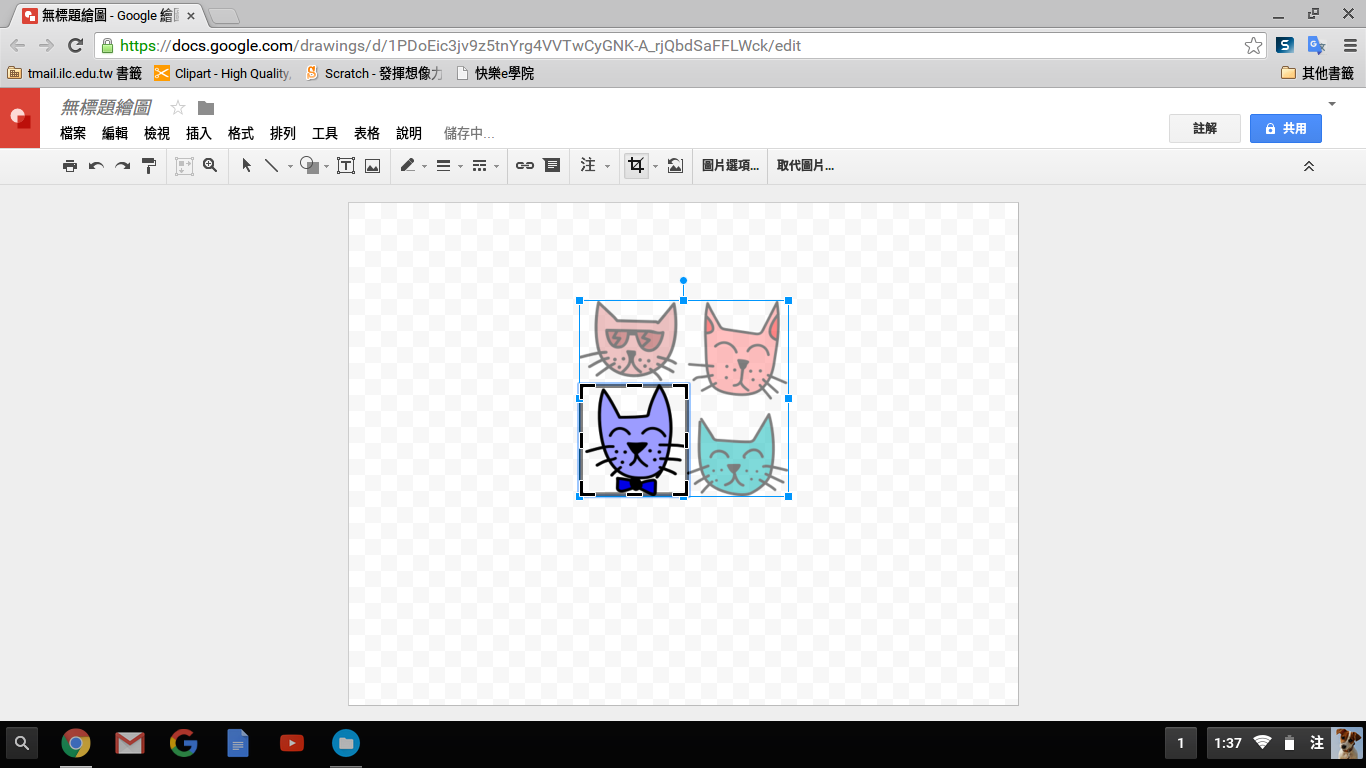 無標題繪圖 - Google 繪
https://docs.google.com/drawings/d/1PDoEic3jv9z5tnYrg4VVTwCyGNK-A_rjQbdSaFFLWck/edit
tmail.ilc.edu.tw 書籤 Clipart - High Quality, Scratch - 發揮想像力 快樂e學院 其他書籤
無標題繪圖
檔案 編輯 檢視 插入 格式 排列 工具 表格 說明 儲存中... 註解 共用
注 圖片選項... 取代圖片...
1 1:37 注